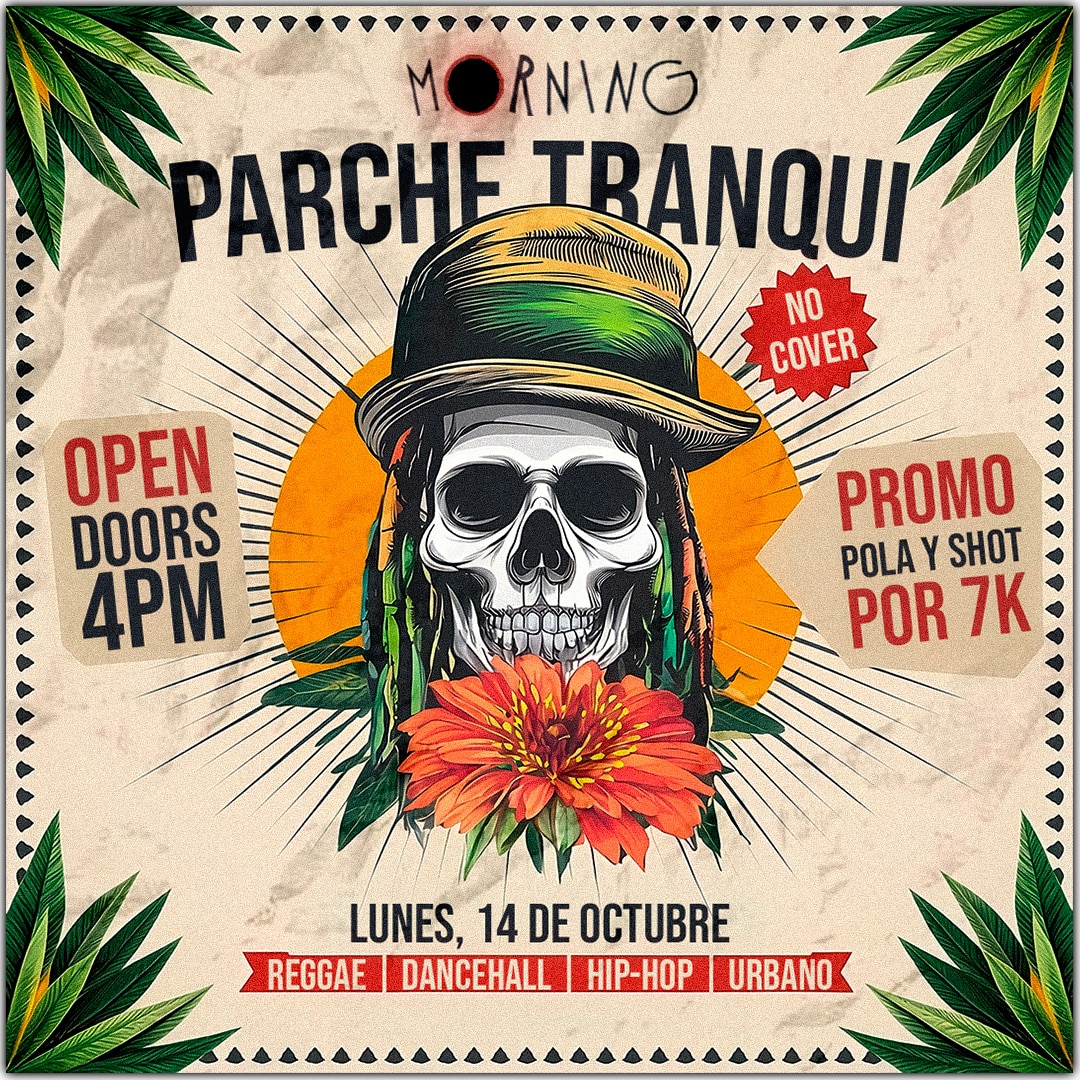 MORNING
PARCHE TRANQUI
NO
COVER
OPEN
DOORS
4PM
PROMO
POLA Y SHOT
POR 7K
LUNES, 14 DE OCTUBRE
REGGAE | DANCEHALL | HIP-HOP | URBANO